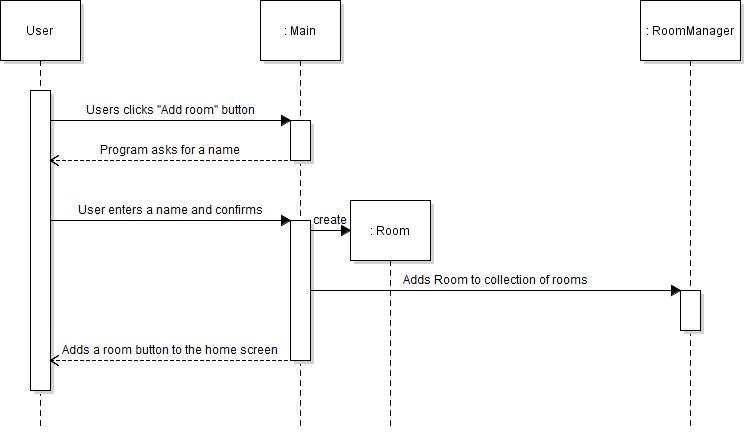 User
: Main
: RoomManager
Users clicks "Add room" button
Program asks for a name
User enters a name and confirms
create
: Room
Adds Room to collection of rooms
Adds a room button to the home screen